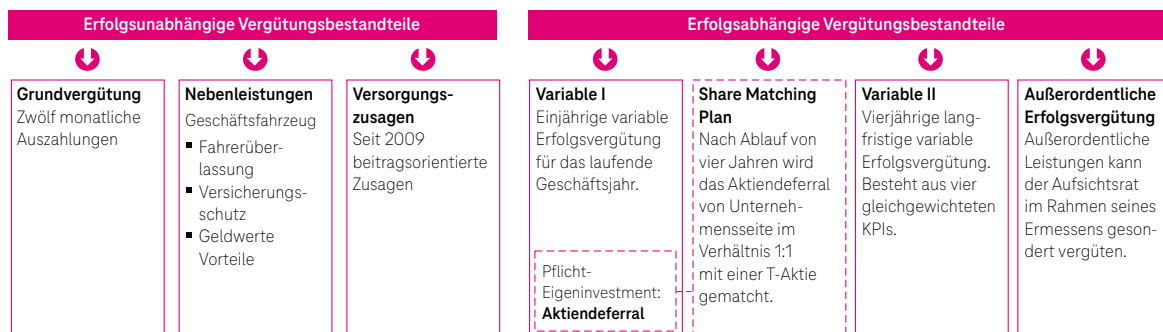 Erfolgsunabhängige Vergütungsbestandteile
Grundvergütung
Zwölf monatliche
Auszahlungen
Nebenleistungen
Geschäftsfahrzeug
▪ Fahrerüber-
lassung
▪ Versicherungs-
schutz
▪ Geldwerte
Vorteile
Versorgungs-
zusagen
Seit 2009
beitragsorientierte
Zusagen
Erfolgsabhängige Vergütungsbestandteile
Variable I
Einjährige variable
Erfolgsvergütung
für das laufende
Geschäftsjahr.
Pflicht-
Eigeninvestment:
Aktiendeferral
Share Matching
Plan
Nach Ablauf von
vier Jahren wird
das Aktiendeferral
von Unterneh-
mensseite im
Verhältnis 1:1
mit einer T-Aktie
gematcht.
Variable II
Vierjährige lang-
fristige variable
Erfolgsvergütung.
Besteht aus vier
gleichgewichteten
KPIs.
Außerordentliche
Erfolgsvergütung
Außerordentliche
Leistungen kann
der Aufsichtsrat
im Rahmen seines
Ermessens geson-
dert vergüten.